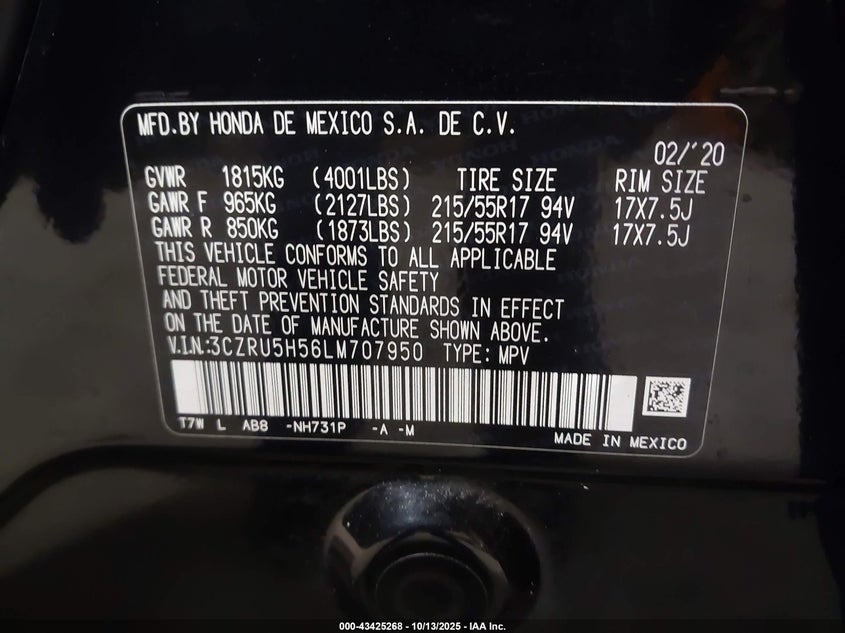 MFD.BY HONDA DE MEXICO S.A. DE C.V.
02/'20
GVWR 1815KG (4001LBS) TIRE SIZE RIM SIZE
GAWR F 965KG (2127LBS) 215/55R17 94V 17X7.5J
GAWR R 850KG (1873LBS) 215/55R17 94V 17X7.5J
THIS VEHICLE CONFORMS TO ALL APPLICABLE
FEDERAL MOTOR VEHICLE SAFETY
AND THEFT PREVENTION STANDARDS IN EFFECT
ON THE DATE OF MANUFACTURE SHOWN ABOVE.
V.I.N.:3CZRU5H56LM707950 TYPE: MPV
T7W L AB8 -NH731P -A -M
MADE IN MEXICO
000-43425268 - 10/13/2025 - IAA Inc.